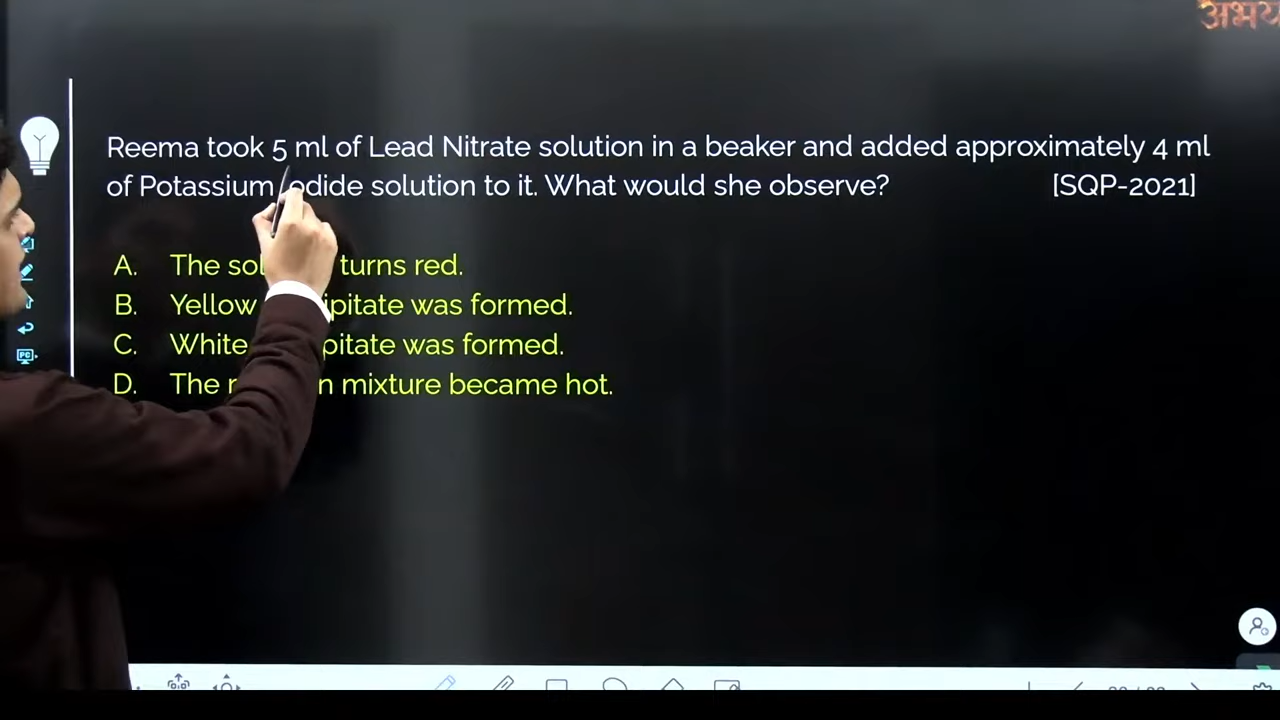 अभय
Reema took 5 ml of Lead Nitrate solution in a beaker and added approximately 4 ml
of Potassium odide solution to it. What would she observe? [SQP-2021]
A. The sol turns red.
B. Yellow ipitate was formed.
C. White pitate was formed.
D. The r n mixture became hot.
PC